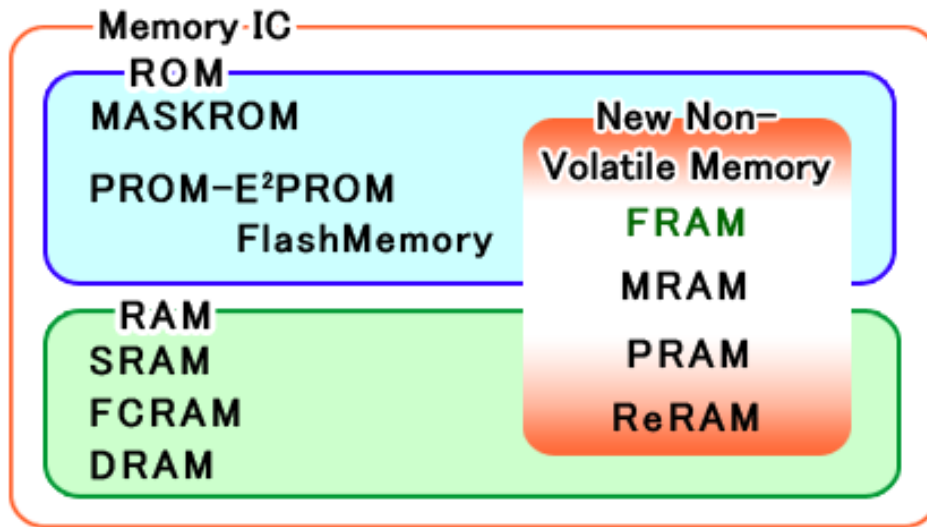 Memory IC
ROM
MASKROM
PROM-E²PROM
FlashMemory
New Non-
Volatile Memory
FRAM
MRAM
PRAM
ReRAM
RAM
SRAM
FCRAM
DRAM